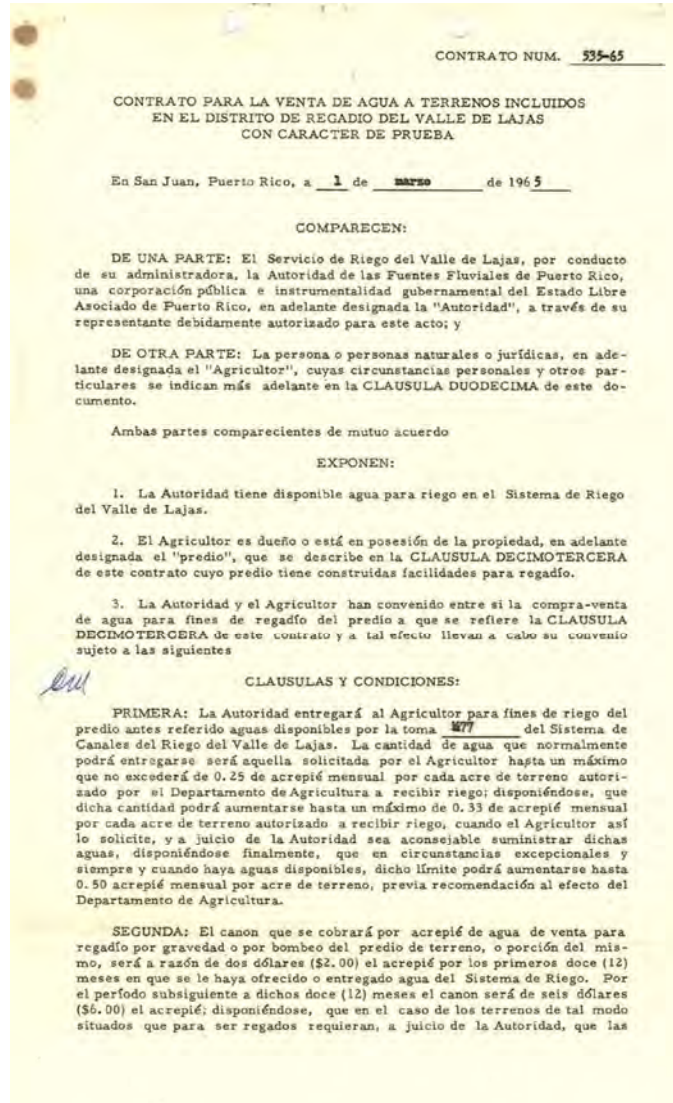 CONTRATO NUM. 535-65
CONTRATO PARA LA VENTA DE AGUA A TERRENOS INCLUIDOS
EN EL DISTRITO DE REGADIO DEL VALLE DE LAJAS
CON CARACTER DE PRUEBA
En San Juan, Puerto Rico, a 1 de marzo de 1965
COMPARECEN:
DE UNA PARTE: El Servicio de Riego del Valle de Lajas, por conducto
de su administradora, la Autoridad de las Fuentes Fluviales de Puerto Rico,
una corporación pública e instrumentalidad gubernamental del Estado Libre
Asociado de Puerto Rico, en adelante designada la "Autoridad", a través de su
representante debidamente autorizado para este acto; y
DE OTRA PARTE: La persona o personas naturales o jurídicas, en ade-
lante designada el "Agricultor", cuyas circunstancias personales y otros par-
ticulares se indican más adelante en la CLAUSULA DUODECIMA de este do-
cumento.
Ambas partes comparecientes de mutuo acuerdo
EXPONEN:
1. La Autoridad tiene disponible agua para riego en el Sistema de Riego
del Valle de Lajas.
2. El Agricultor es dueño o está en posesión de la propiedad, en adelante
designada el "predio", que se describe en la CLAUSULA DECIMOTERCERA
de este contrato cuyo predio tiene construidas facilidades para regadío.
3. La Autoridad y el Agricultor han convenido entre si la compra-venta
de agua para fines de regadío del predio a que se refiere la CLAUSULA
DECIMOTERCERA de este contrato y a tal efecto llevan a cabo su convenio
sujeto a las siguientes
CLAUSULAS Y CONDICIONES:
PRIMERA: La Autoridad entregará al Agricultor para fines de riego del
predio antes referido aguas disponibles por la toma del Sistema de
Canales del Riego del Valle de Lajas. La cantidad de agua que normalmente
podrá entregarse será aquella solicitada por el Agricultor hasta un máximo
que no excederá de 0.25 de acrepié mensual por cada acre de terreno autori-
zado por el Departamento de Agricultura a recibir riego; disponiéndose, que
dicha cantidad podrá aumentarse hasta un máximo de 0.33 de acrepié mensual
por cada acre de terreno autorizado a recibir riego, cuando el Agricultor así
lo solicite, y a juicio de la Autoridad sea aconsejable suministrar dichas
aguas, disponiéndose finalmente, que en circunstancias excepcionales y
siempre y cuando haya aguas disponibles, dicho límite podrá aumentarse hasta
0.50 acrepié mensual por acre de terreno, previa recomendación al efecto del
Departamento de Agricultura.
SEGUNDA: El canon que se cobrará por acrepié de agua de venta para
regadío por gravedad o por bombeo del predio de terreno, o porción del mis-
mo, será a razón de dos dólares ($2.00) el acrepié por los primeros doce (12)
meses en que se le haya ofrecido o entregado agua del Sistema de Riego. Por
el período subsiguiente a dichos doce (12) meses el canon será de seis dólares
($6.00) el acrepié; disponiéndose, que en el caso de los terrenos de tal modo
situados que para ser regados requieran, a juicio de la Autoridad, que las